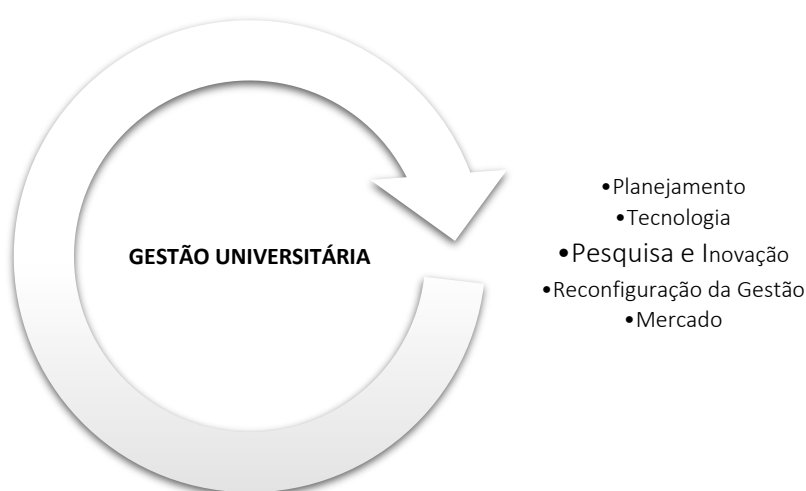 GESTÃO UNIVERSITÁRIA
•Planejamento
•Tecnologia
•Pesquisa e Inovação
•Reconfiguração da Gestão
•Mercado